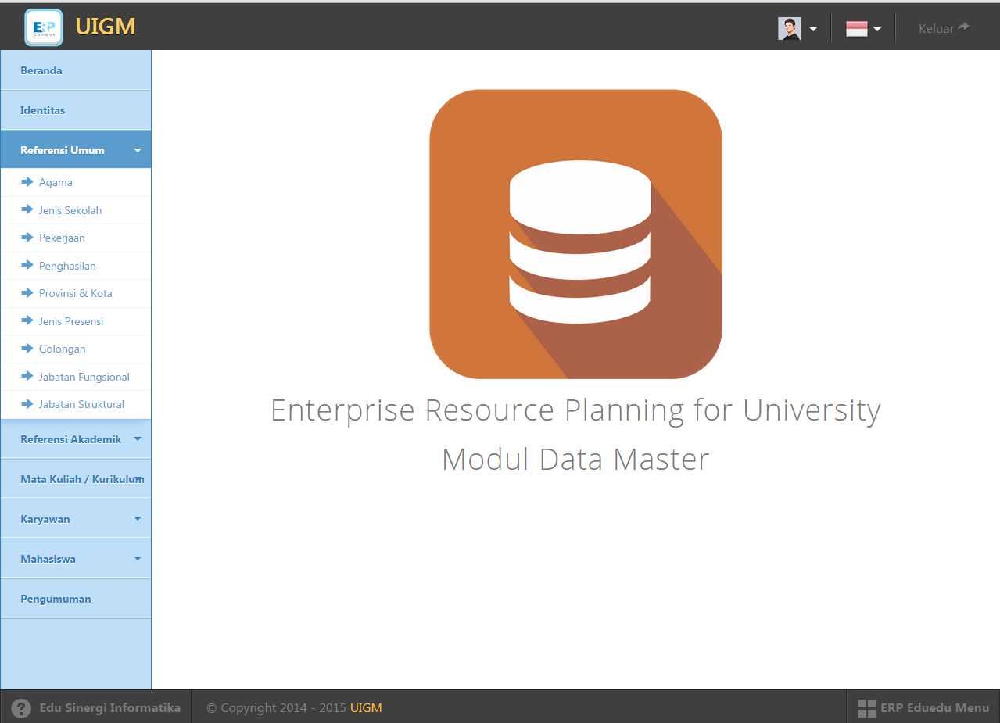 ERP
Campus
UIGM
Keluar
Beranda
Identitas
Referensi Umum
Agama
Jenis Sekolah
Pekerjaan
Penghasilan
Provinsi & Kota
Jenis Presensi
Golongan
Jabatan Fungsional
Jabatan Struktural
Referensi Akademik
Mata Kuliah / Kurikulum
Karyawan
Mahasiswa
Pengumuman
Enterprise Resource Planning for University
Modul Data Master
Edu Sinergi Informatika
© Copyright 2014 - 2015 UIGM
ERP Eduedu Menu